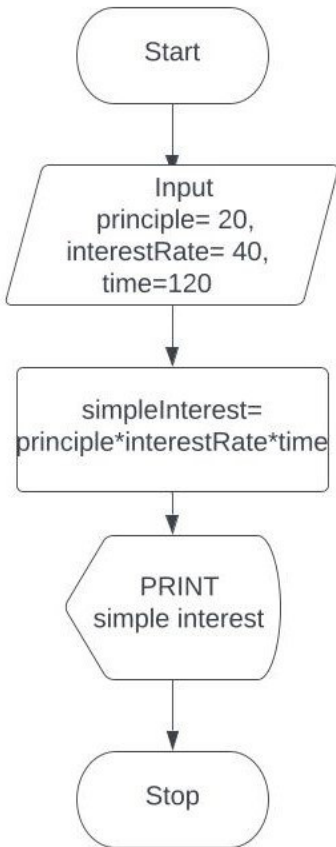 Start
Input
principle= 20,
interestRate= 40,
time=120
simpleInterest=
principle*interestRate*time
PRINT
simple interest
Stop